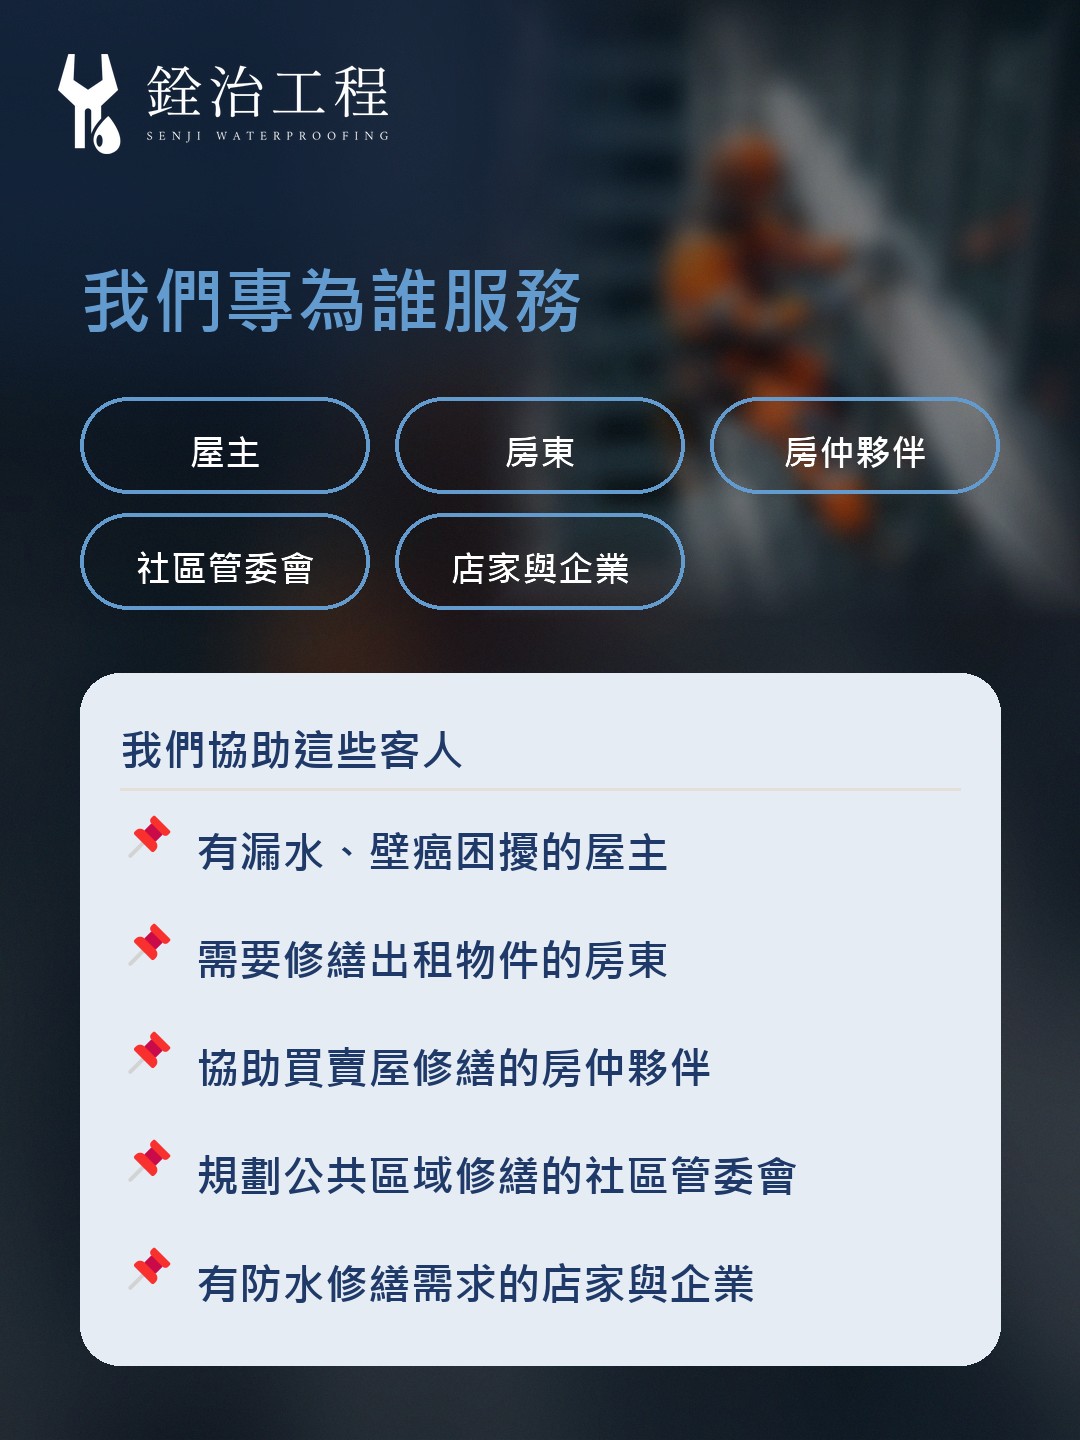 銓治工程
SENJI WATERPROOFING
我們專為誰服務
屋主
房東
房仲夥伴
社區管委會
店家與企業
我們協助這些客人
有漏水、壁癌困擾的屋主
需要修繕出租物件的房東
協助買賣屋修繕的房仲夥伴
規劃公共區域修繕的社區管委會
有防水修繕需求的店家與企業